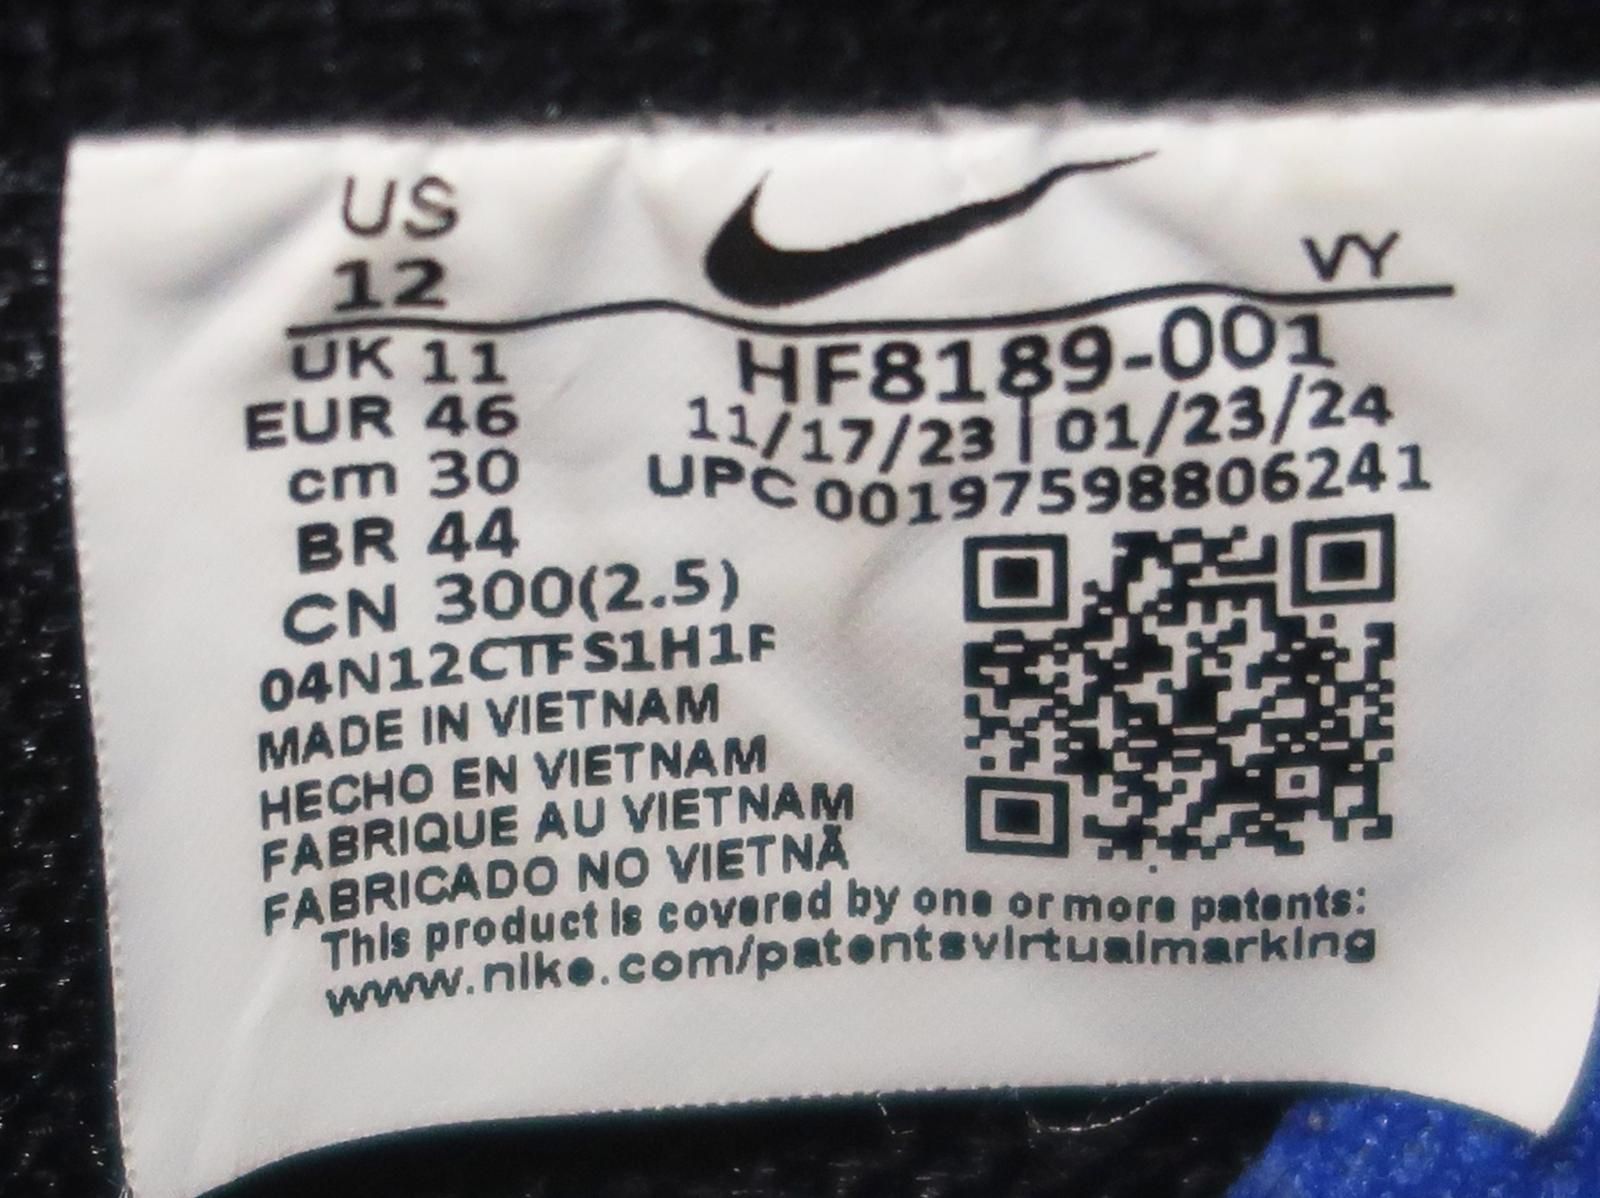 US
12
VY
UK 11
EUR 46
cm 30
BR 44
CN 300(2.5)
HF8189-001
11/17/23 | 01/23/24
UPC 00197598806241
04N12CTFS1H1F
MADE IN VIETNAM
HECHO EN VIETNAM
FABRIQUE AU VIETNAM
FABRICADO NO VIETNÃ
This product is covered by one or more patents:
www.nike.com/patentsvirtualmarking